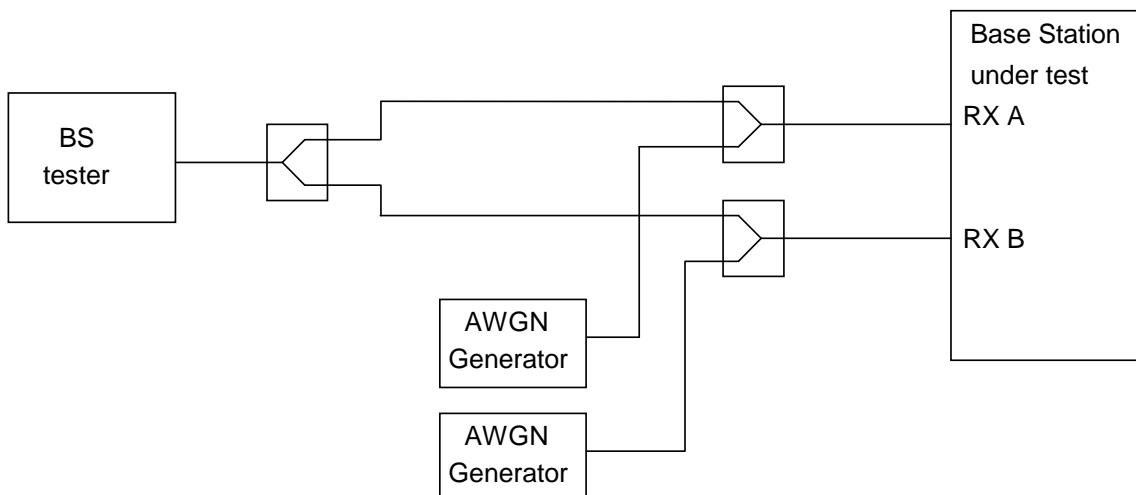 BS
tester
Base Station
under test
RX A
RX B
AWGN
Generator
AWGN
Generator